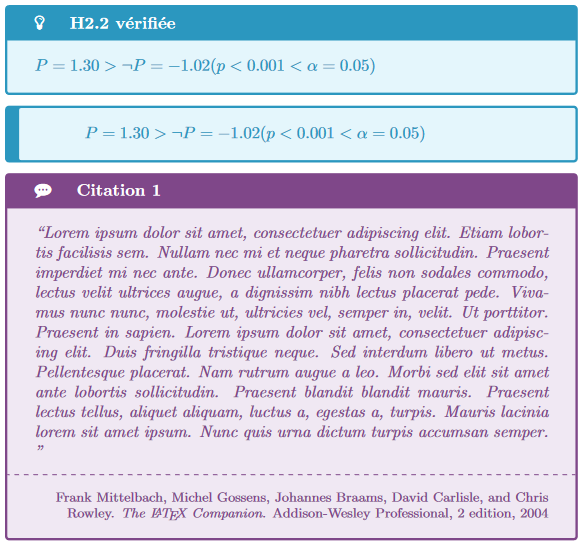 H2.2 vérifiée
P = 1.30 > ¬P = −1.02(p < 0.001 < α = 0.05)
P = 1.30 > ¬P = −1.02(p < 0.001 < α = 0.05)
Citation 1
“Lorem ipsum dolor sit amet, consectetuer adipiscing elit. Etiam lobor-
tis facilisis sem. Nullam nec mi et neque pharetra sollicitudin. Praesent
imperdiet mi nec ante. Donec ullamcorper, felis non sodales commodo,
lectus velit ultrices augue, a dignissim nibh lectus placerat pede. Viva-
mus nunc nunc, molestie ut, ultricies vel, semper in, velit. Ut porttitor.
Praesent in sapien. Lorem ipsum dolor sit amet, consectetuer adipisc-
ing elit. Duis fringilla tristique neque. Sed interdum libero ut metus.
Pellentesque placerat. Nam rutrum augue a leo. Morbi sed elit sit amet
ante lobortis sollicitudin. Praesent blandit blandit mauris. Praesent
lectus tellus, aliquet aliquam, luctus a, egestas a, turpis. Mauris lacinia
lorem sit amet ipsum. Nunc quis urna dictum turpis accumsan semper.
”
Frank Mittelbach, Michel Gossens, Johannes Braams, David Carlisle, and Chris
Rowley. The LATEX Companion. Addison-Wesley Professional, 2 edition, 2004